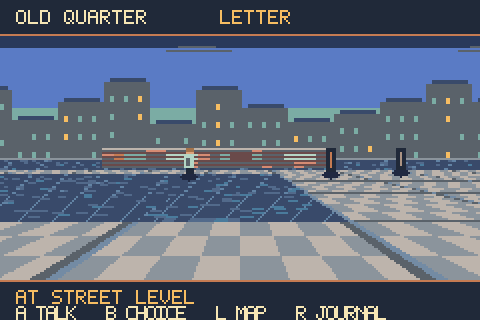 OLD QUARTER LETTER
AT STREET LEVEL
A TALK B CHOICE L MAP R JOURNAL